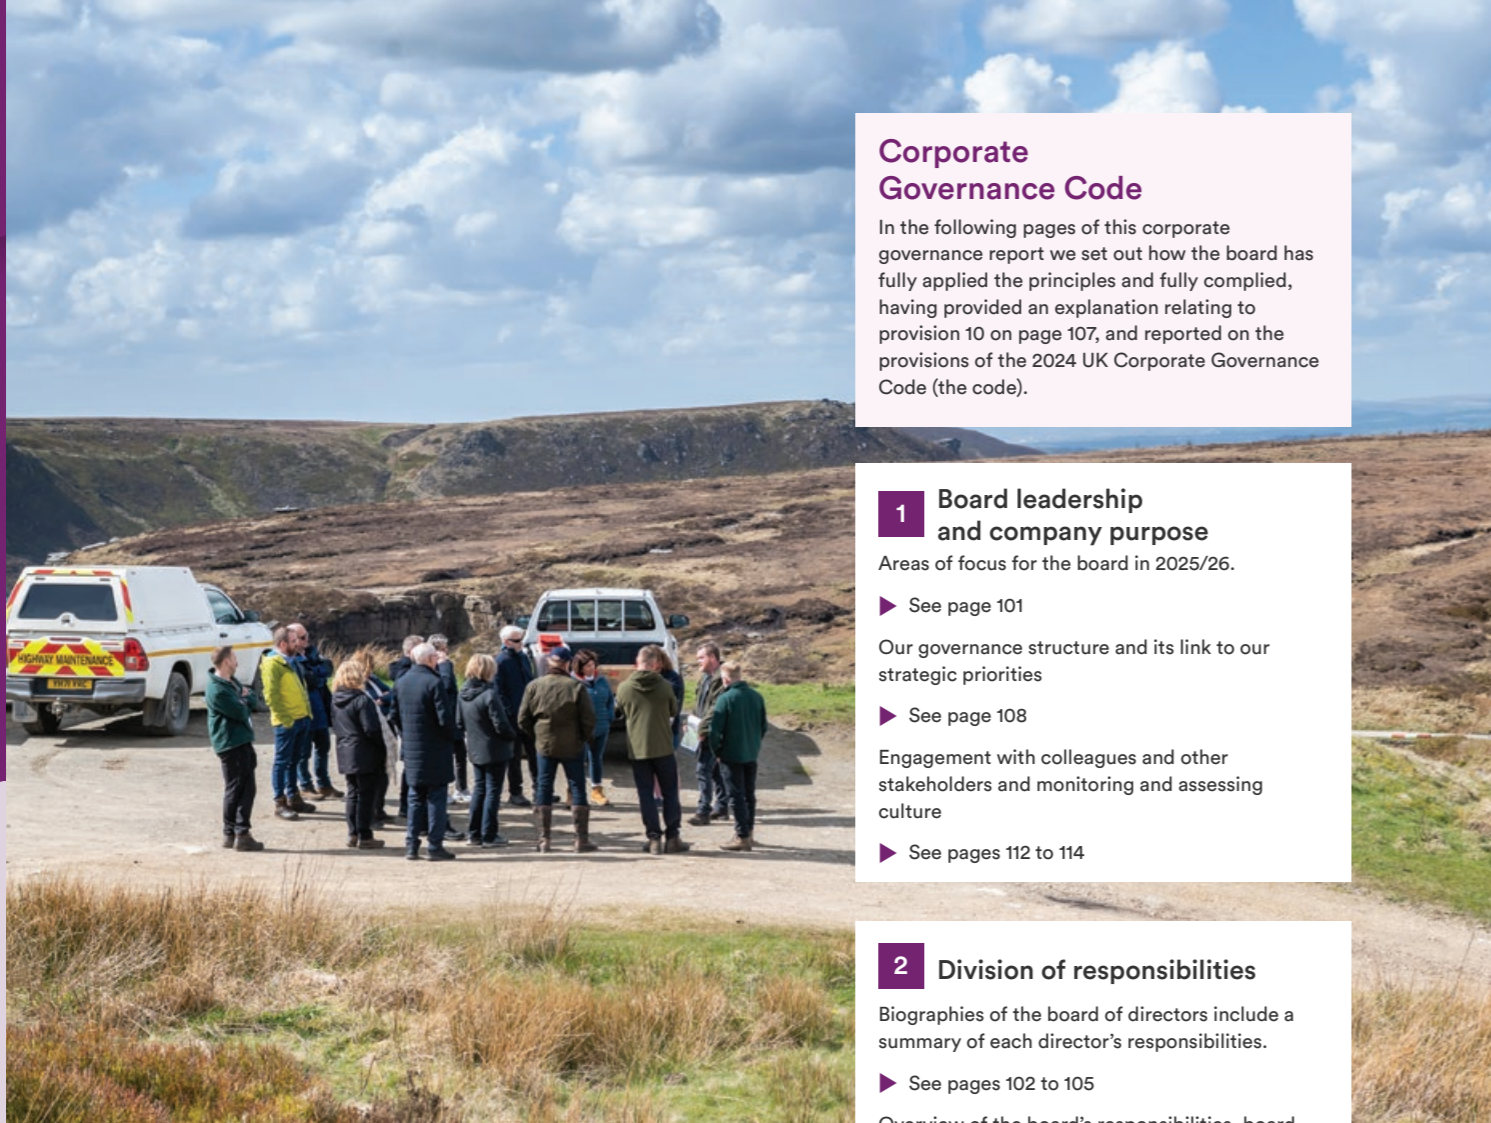 Corporate
Governance Code
In the following pages of this corporate
governance report we set out how the board has
fully applied the principles and fully complied,
having provided an explanation relating to
provision 10 on page 107, and reported on the
provisions of the 2024 UK Corporate Governance
Code (the code).
1
Board leadership
and company purpose
Areas of focus for the board in 2025/26.
See page 101
Our governance structure and its link to our
strategic priorities
See page 108
Engagement with colleagues and other
stakeholders and monitoring and assessing
culture
See pages 112 to 114
HIGHWAY MAINTENANCE
2
Division of responsibilities
Biographies of the board of directors include a
summary of each director's responsibilities.
See pages 102 to 105
Overview of the board's responsibilities, board